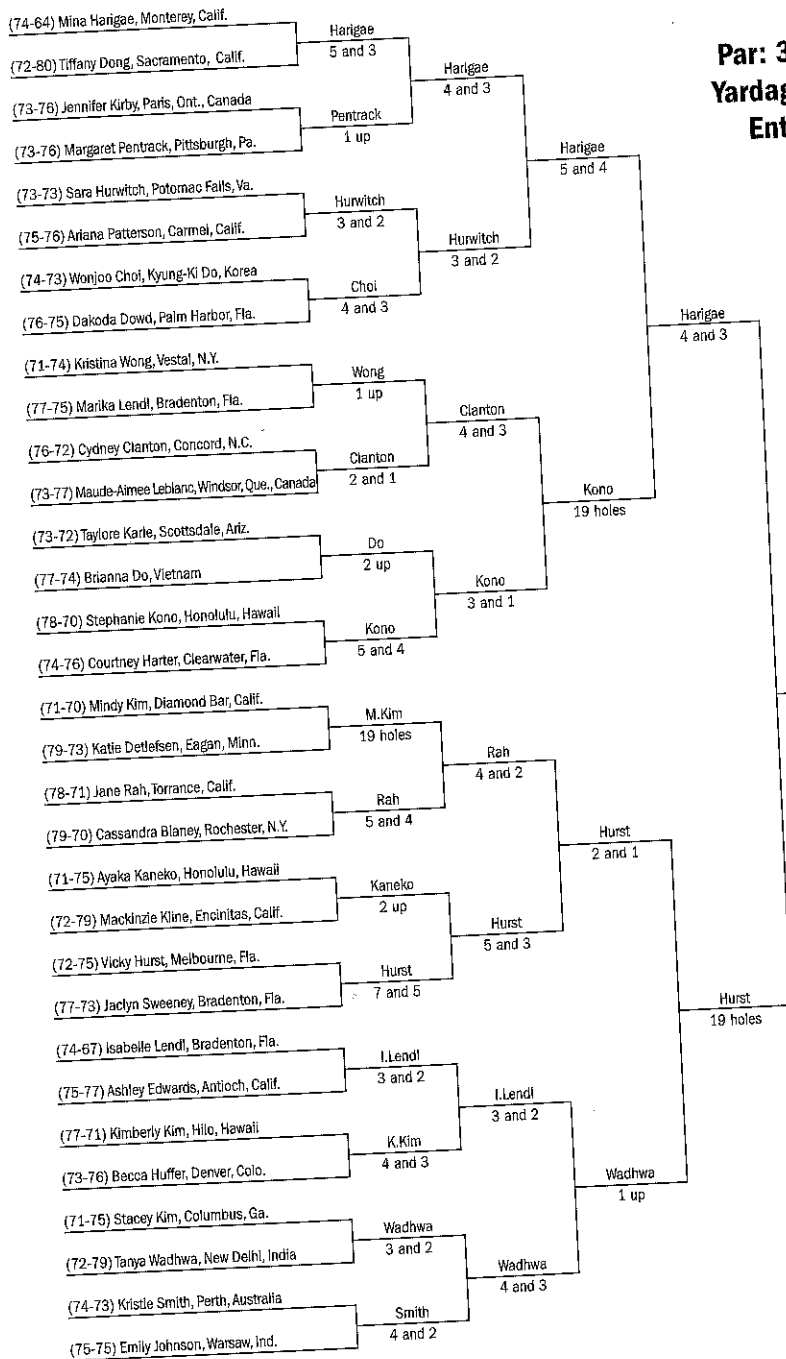 (74-64) Mina Harigae, Monterey, Calif.
(72-80) Tiffany Dong, Sacramento, Calif.
(73-76) Jennifer Kirby, Paris, Ont., Canada
(73-76) Margaret Pentrack, Pittsburgh, Pa.
(73-73) Sara Hurwitch, Potomac Falls, Va.
(75-76) Ariana Patterson, Carmel, Calif.
(74-73) Wonjoo Choi, Kyung-Ki Do, Korea
(76-75) Dakoda Dowd, Palm Harbor, Fla.
(71-74) Kristina Wong, Vestal, N.Y.
(77-75) Marika Lendl, Bradenton, Fla.
(76-72) Cydney Clanton, Concord, N.C.
(73-77) Maude-Aimee Leblanc, Windsor, Que., Canada
(73-72) Taylore Karle, Scottsdale, Ariz.
(77-74) Brianna Do, Vietnam
(78-70) Stephanie Kono, Honolulu, Hawaii
(74-76) Courtney Harter, Clearwater, Fla.
(71-70) Mindy Kim, Diamond Bar, Calif.
(79-73) Katie Detlefsen, Eagan, Minn.
(78-71) Jane Rah, Torrance, Calif.
(79-70) Cassandra Blaney, Rochester, N.Y.
(71-75) Ayaka Kaneko, Honolulu, Hawaii
(72-79) Mackinzie Kline, Encinitas, Calif.
(72-75) Vicky Hurst, Melbourne, Fla.
(77-73) Jaclyn Sweeney, Bradenton, Fla.
(74-67) Isabelle Lendl, Bradenton, Fla.
(75-77) Ashley Edwards, Antioch, Calif.
(77-71) Kimberly Kim, Hilo, Hawaii
(73-76) Becca Huffer, Denver, Colo.
(71-75) Stacey Kim, Columbus, Ga.
(72-79) Tanya Wadhwa, New Delhi, India
(74-73) Kristie Smith, Perth, Australia
(75-75) Emily Johnson, Warsaw, Ind.
Harigae
5 and 3
Pentrack
1 up
Hurwitch
3 and 2
Choi
4 and 3
Wong
1 up
Clanton
2 and 1
Do
2 up
Kono
5 and 4
M.Kim
19 holes
Rah
5 and 4
Kaneko
2 up
Hurst
7 and 5
I.Lendl
3 and 2
K.Kim
4 and 3
Wadhwa
3 and 2
Smith
4 and 2
Harigae
4 and 3
Hurwitch
3 and 2
Clanton
4 and 3
Kono
3 and 1
Rah
4 and 2
Hurst
5 and 3
I.Lendl
3 and 2
Wadhwa
4 and 3
Harigae
5 and 4
Kono
19 holes
Hurst
2 and 1
Wadhwa
1 up
Harigae
4 and 3
Hurst
19 holes
Par: 3
Yardag
Ent